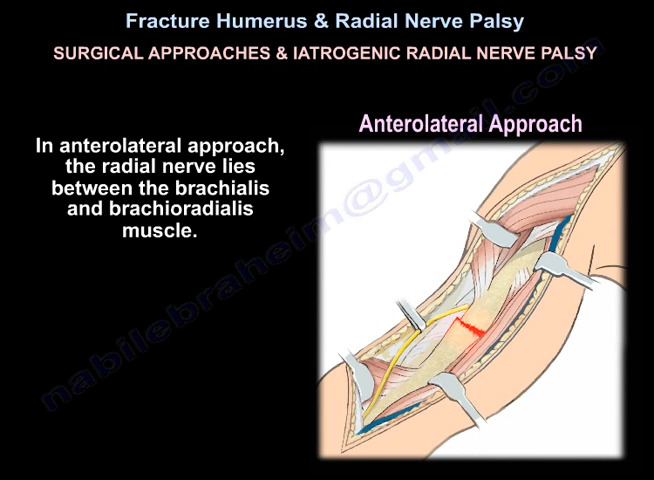 Fracture Humerus & Radial Nerve Palsy
SURGICAL APPROACHES & IATROGENIC RADIAL NERVE PALSY
Anterolateral Approach
In anterolateral approach,
the radial nerve lies
between the brachialis
and brachioradialis
muscle.
nabilebraheim@gmail.com